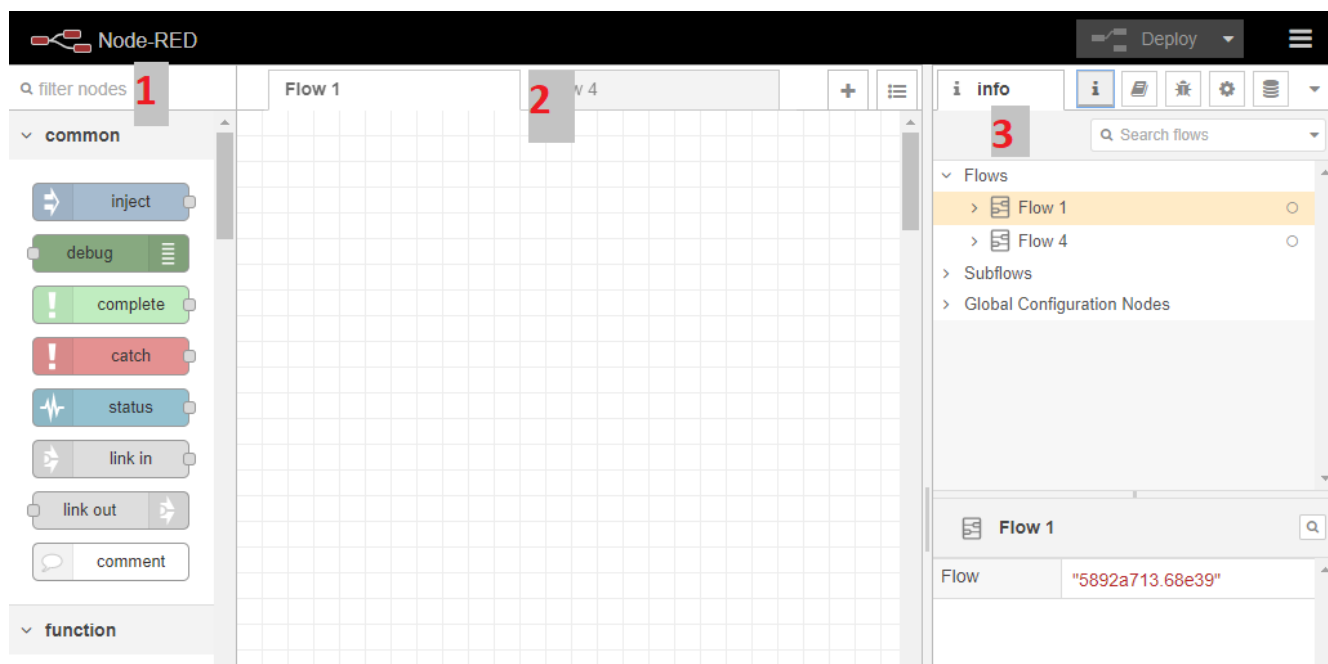 Node-RED
Deploy
filter nodes
1
Flow 1
2
4
info
3
Search flows
common
inject
debug
complete
catch
status
link in
link out
comment
function
Flows
Flow 1
Flow 4
Subflows
Global Configuration Nodes
Flow 1
Flow
"5892a713.68e39"